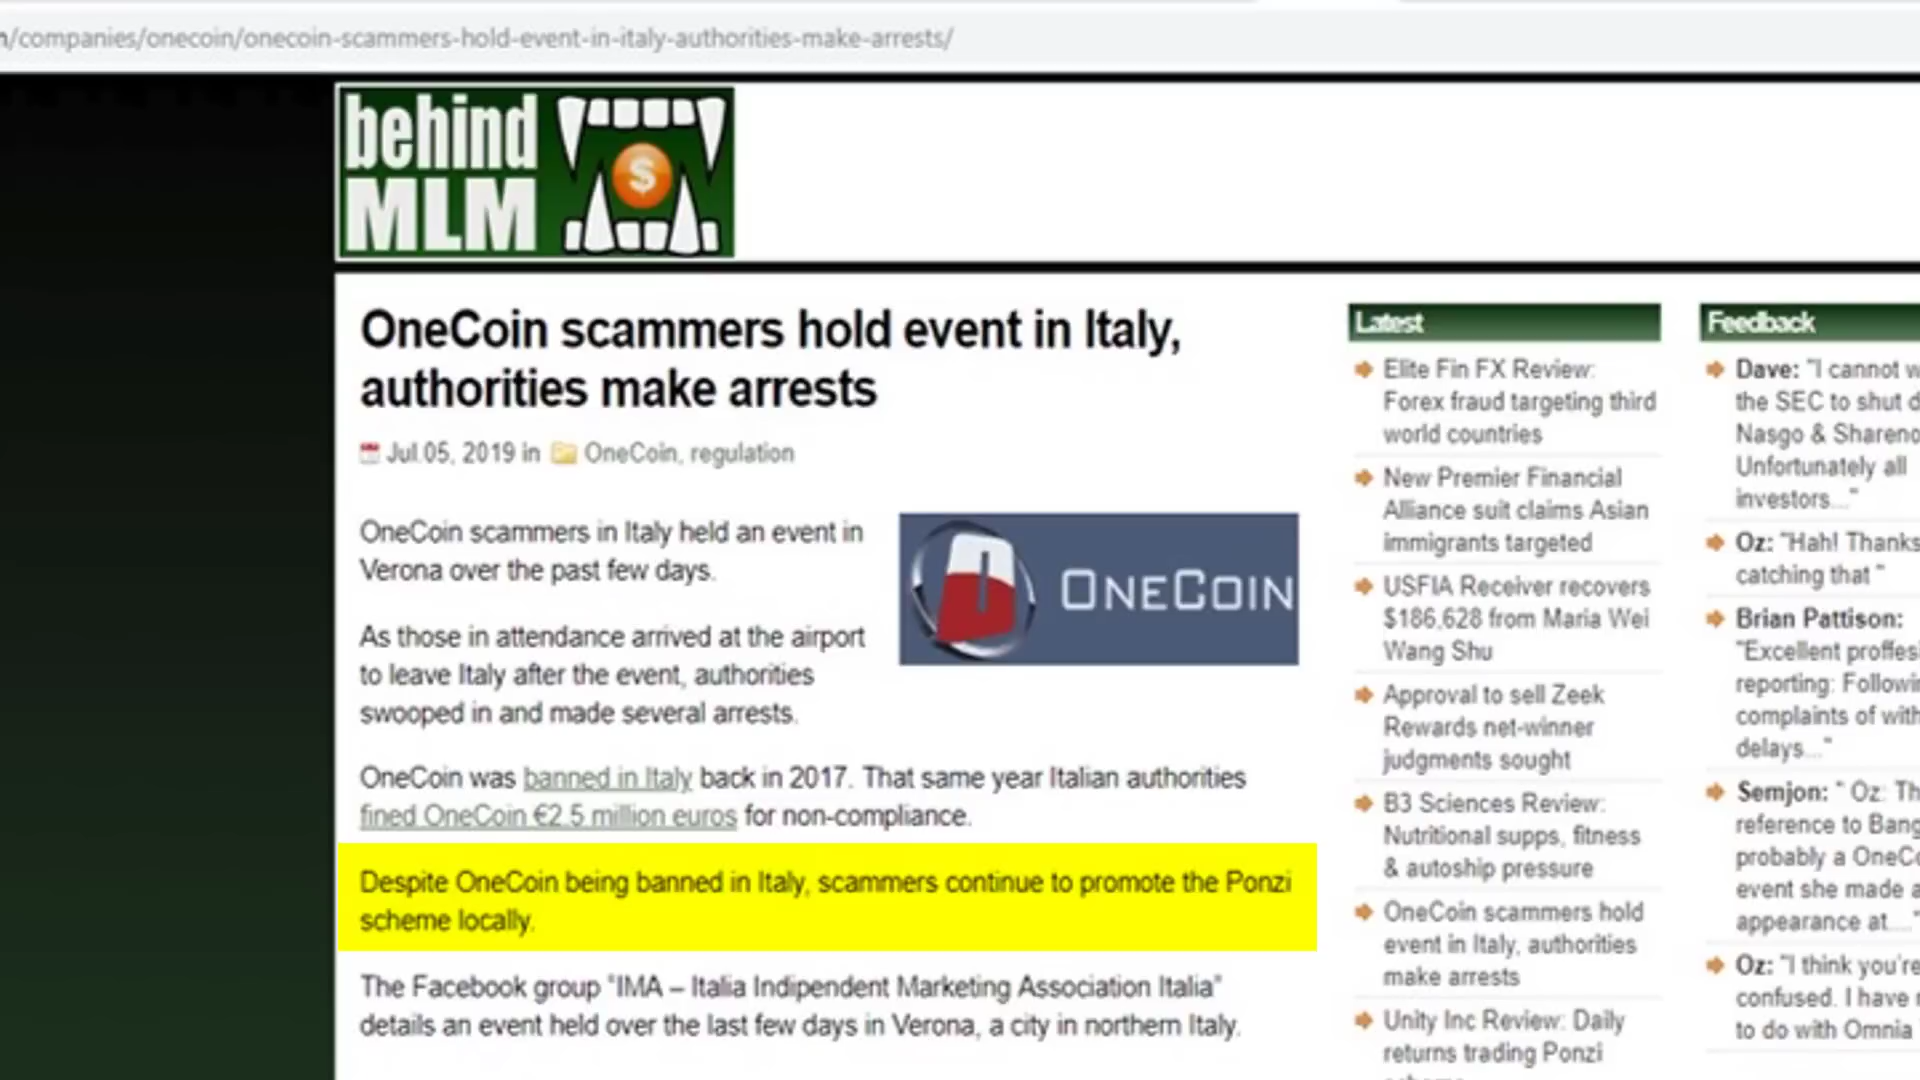 /companies/onecoin/onecoin-scammers-hold-event-in-italy-authorities-make-arrests/
behind
MLM
$
OneCoin scammers hold event in Italy,
authorities make arrests
Jul.05, 2019 in OneCoin, regulation
OneCoin scammers in Italy held an event in
Verona over the past few days.
ONECOIN
As those in attendance arrived at the airport
to leave Italy after the event, authorities
swooped in and made several arrests.
OneCoin was banned in Italy back in 2017. That same year Italian authorities
fined OneCoin €2.5 million euros for non-compliance.
Despite OneCoin being banned in Italy, scammers continue to promote the Ponzi
scheme locally.
The Facebook group "IMA – Italia Indipendent Marketing Association Italia"
details an event held over the last few days in Verona, a city in northern Italy.
Latest
Elite Fin FX Review:
Forex fraud targeting third
world countries
New Premier Financial
Alliance suit claims Asian
immigrants targeted
USFIA Receiver recovers
$186,628 from Maria Wei
Wang Shu
Approval to sell Zeek
Rewards net-winner
judgments sought
B3 Sciences Review:
Nutritional supps, fitness
& autoship pressure
OneCoin scammers hold
event in Italy, authorities
make arrests
Unity Inc Review: Daily
returns trading Ponzi
Feedback
Dave: "I cannot
the SEC to shut
Nasgo &
Unfortunately all
investors..."
Oz: "Hah! Thanks
catching that "
Brian Pattison:
"Excellent
reporting:
complaints of
delays..."
Semjon: " Oz:
reference to
probably a
event she made
appearance at...."
Oz: "I think you're
confused. I have
to do with Omnia